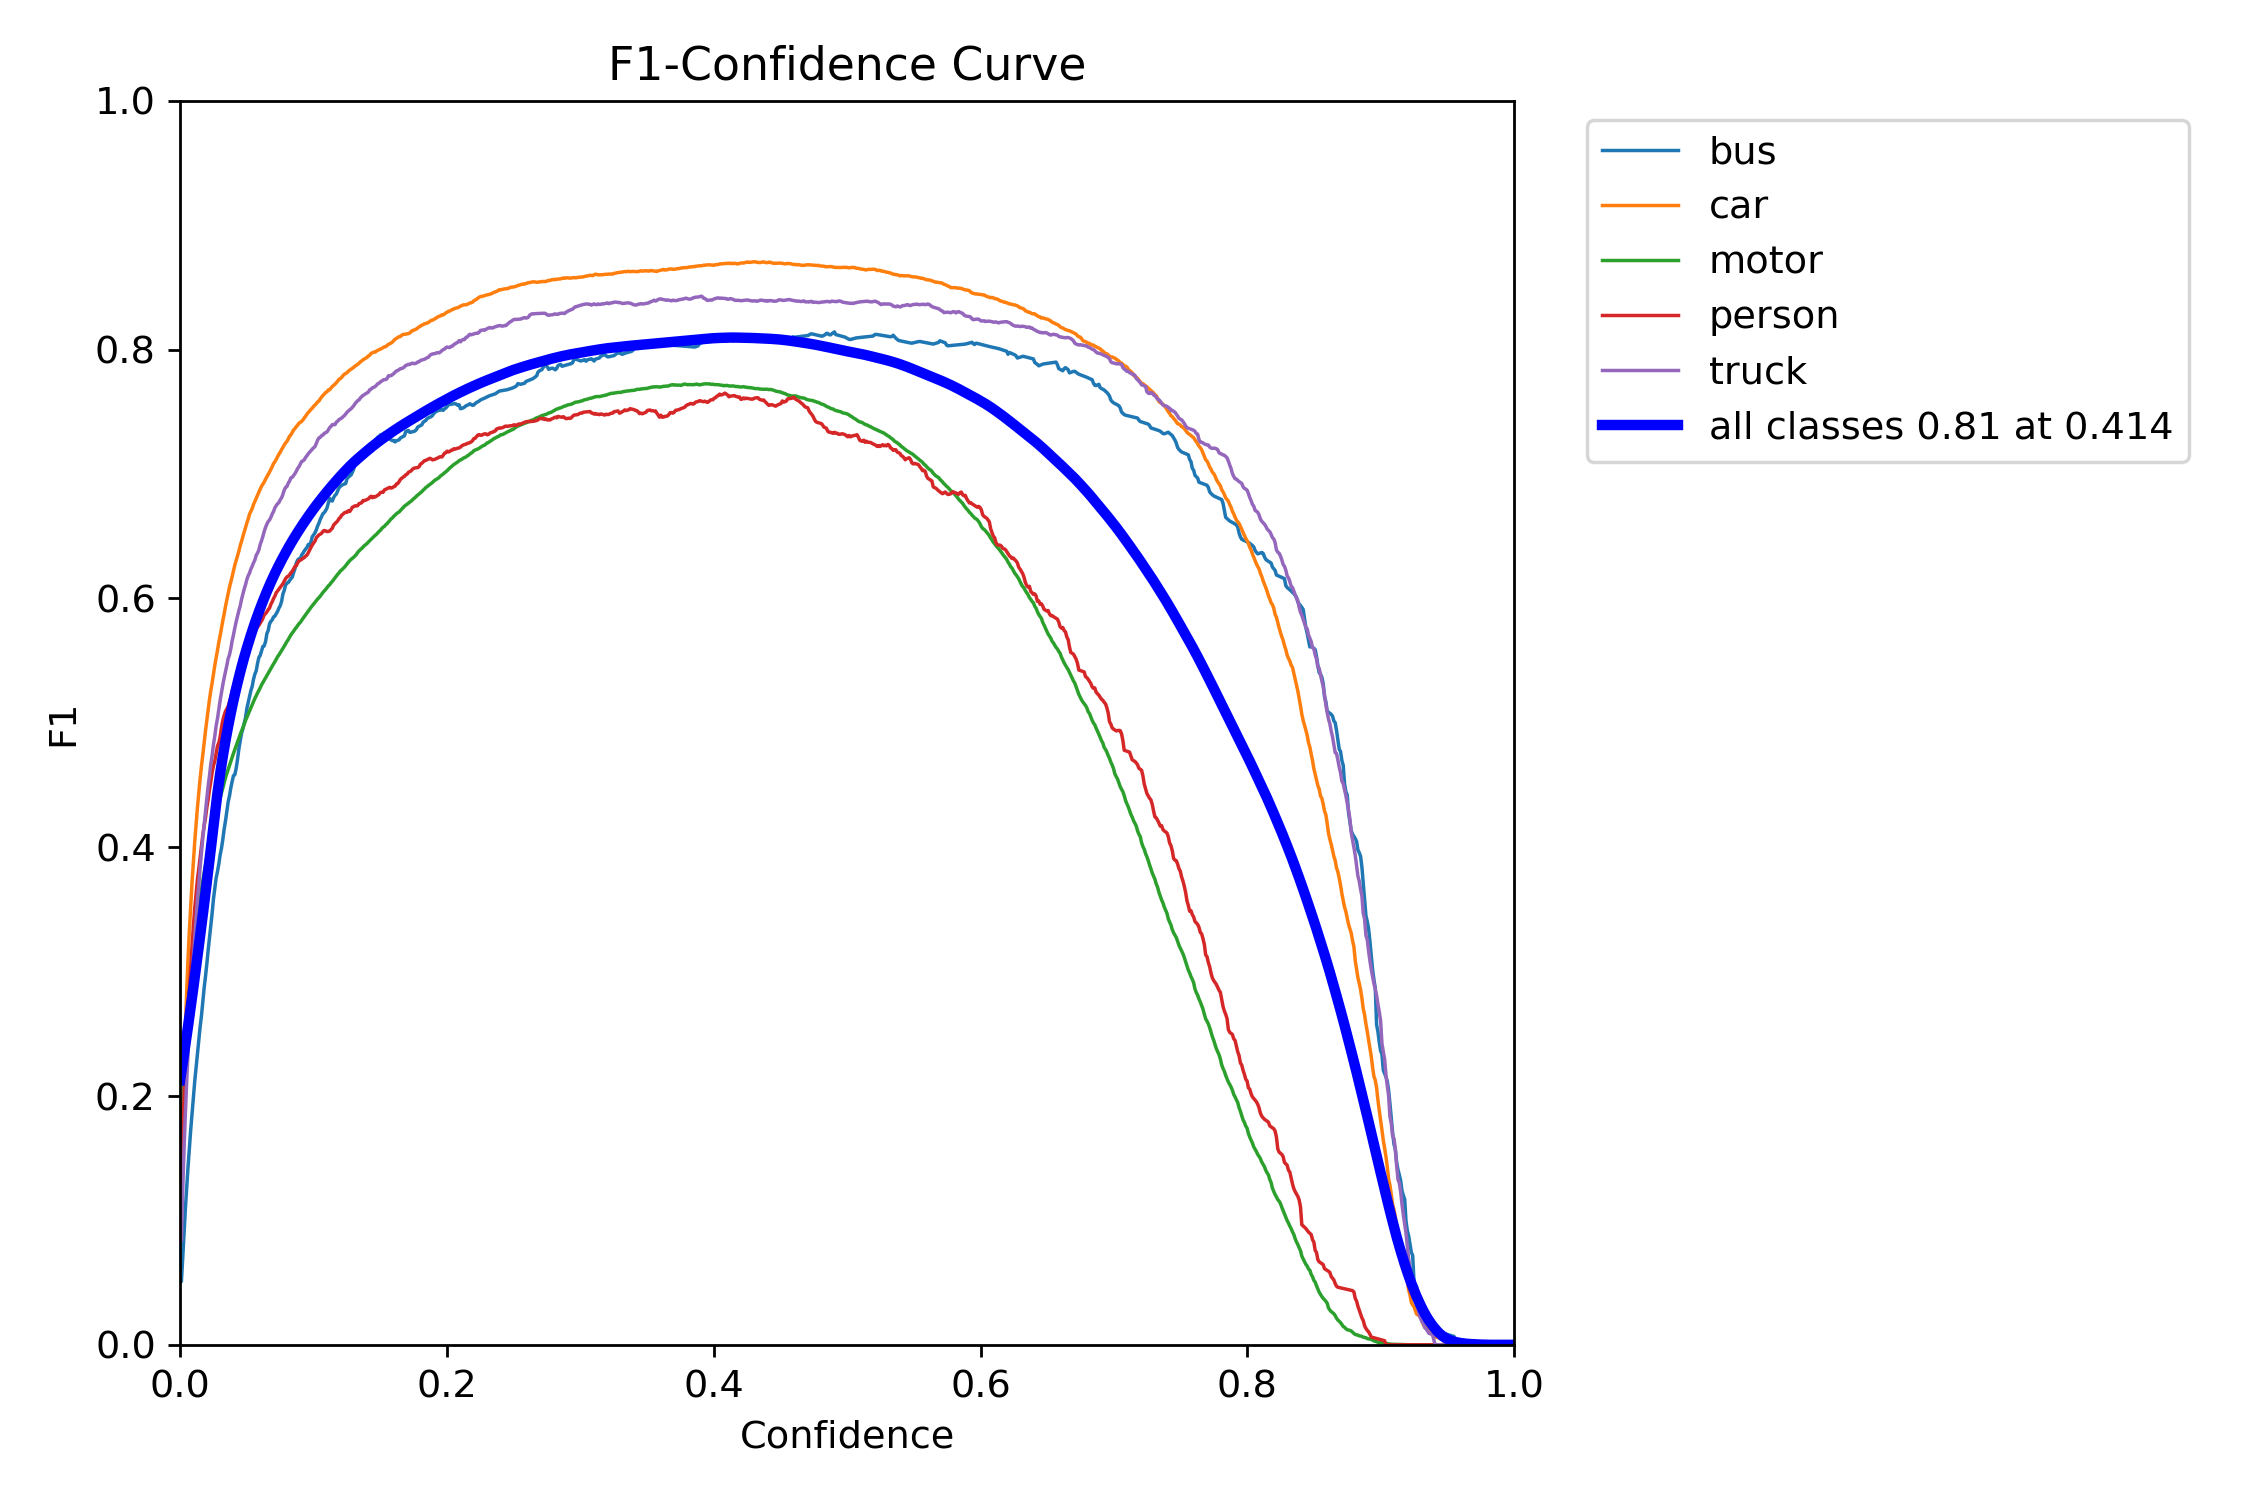 F1-Confidence Curve
1.0
0.8
0.6
0.4
0.2
0.0
F1
0.0 0.2 0.4 0.6 0.8 1.0
Confidence
bus
car
motor
person
truck
all classes 0.81 at 0.414